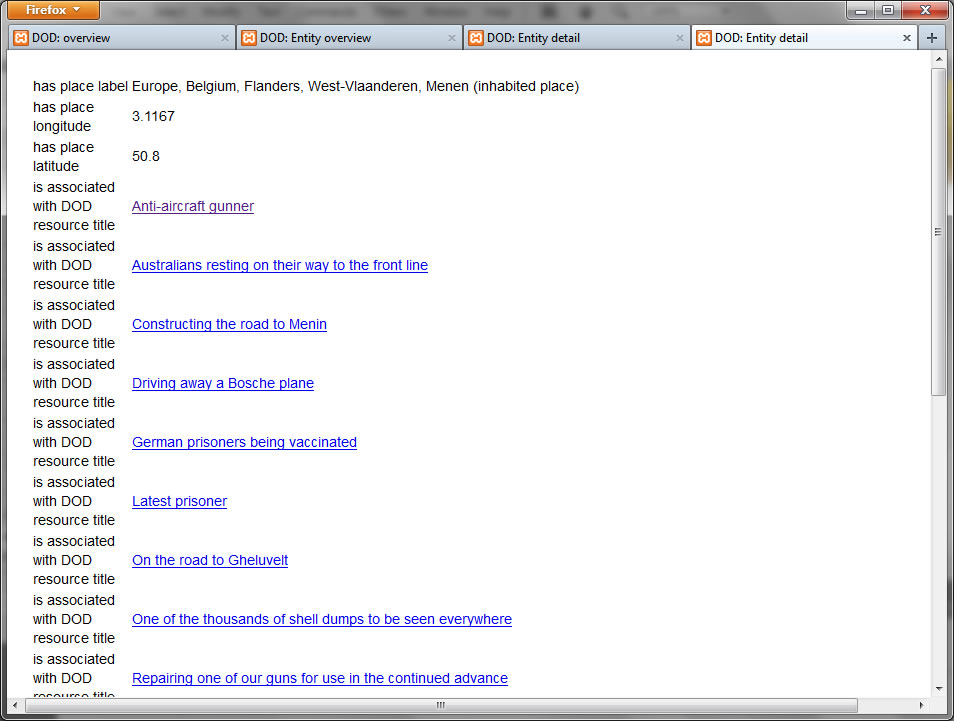 Firefox
DOD: overview
DOD: Entity overview
DOD: Entity detail
DOD: Entity detail
has place label Europe, Belgium, Flanders, West-Vlaanderen, Menen (inhabited place)
has place
longitude
3.1167
has place
latitude
50.8
is associated
with DOD
resource title
Anti-aircraft gunner
is associated
with DOD
resource title
Australians resting on their way to the front line
is associated
with DOD
resource title
Constructing the road to Menin
is associated
with DOD
resource title
Driving away a Bosche plane
is associated
with DOD
resource title
German prisoners being vaccinated
is associated
with DOD
resource title
Latest prisoner
is associated
with DOD
resource title
On the road to Gheluvelt
is associated
with DOD
resource title
One of the thousands of shell dumps to be seen everywhere
is associated
with DOD
resource title
Repairing one of our guns for use in the continued advance